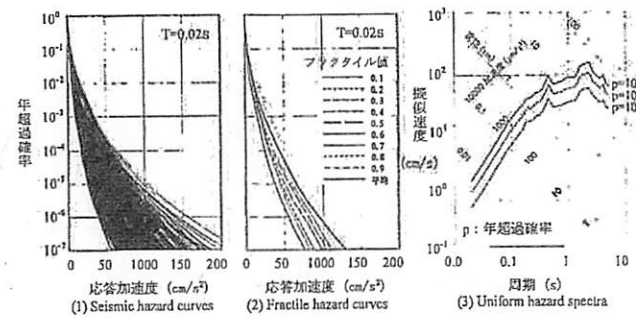 年超過確率
10⁰
10⁻¹
10⁻²
10⁻³
10⁻⁴
10⁻⁵
10⁻⁶
10⁻⁷
T=0.02S
0 50 1000 150 200
応答加速度 (cm/s²)
(1) Seismic hazard curves
T=0.02S
フラクタイル値
0.1
0.2
0.3
0.4
0.5
0.6
0.7
0.8
0.9
平均
0 50 1000 150 200
応答加速度 (cm/s²)
(2) Fractile hazard curves
擬似速度
(cm/s)
10³
10²
10¹
10⁰
10⁻¹
1000
100
0.1
0.01
p=10
p=10
p=10
p：年超過確率
0.0 0.1 1 10
周期 (s)
(3) Uniform hazard spectra